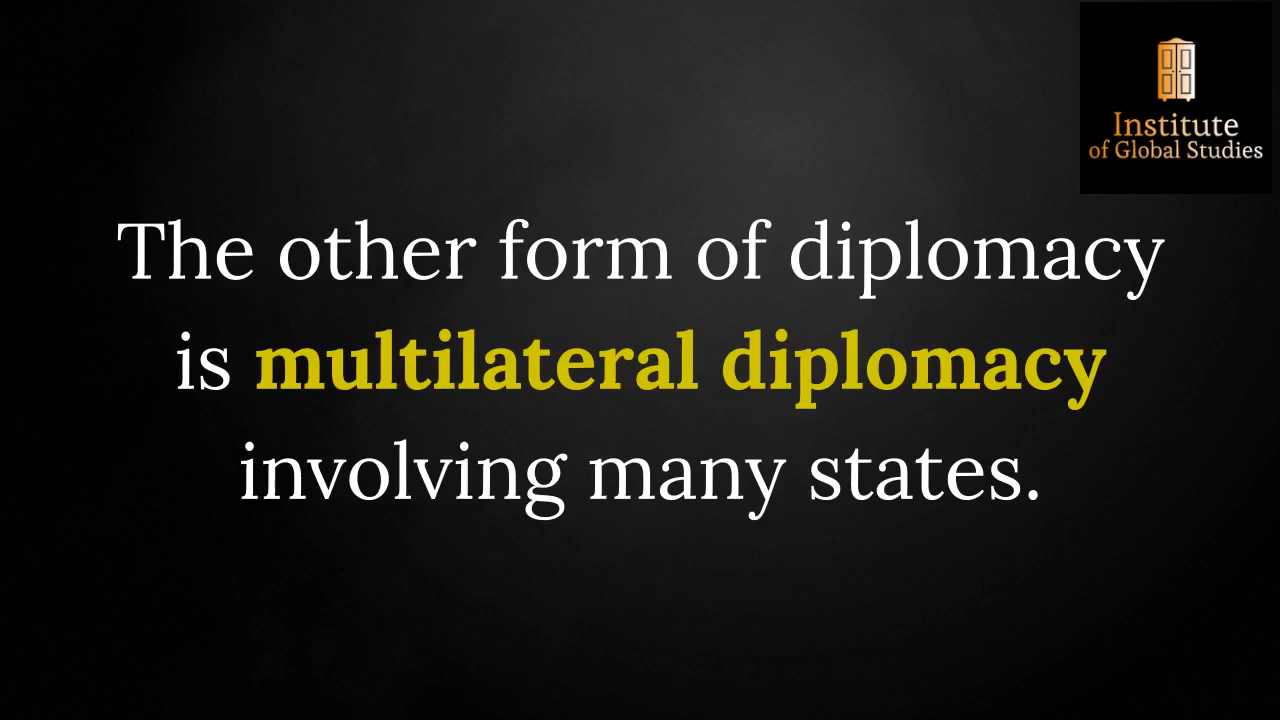 Institute
of Global Studies
The other form of diplomacy
is multilateral diplomacy
involving many states.